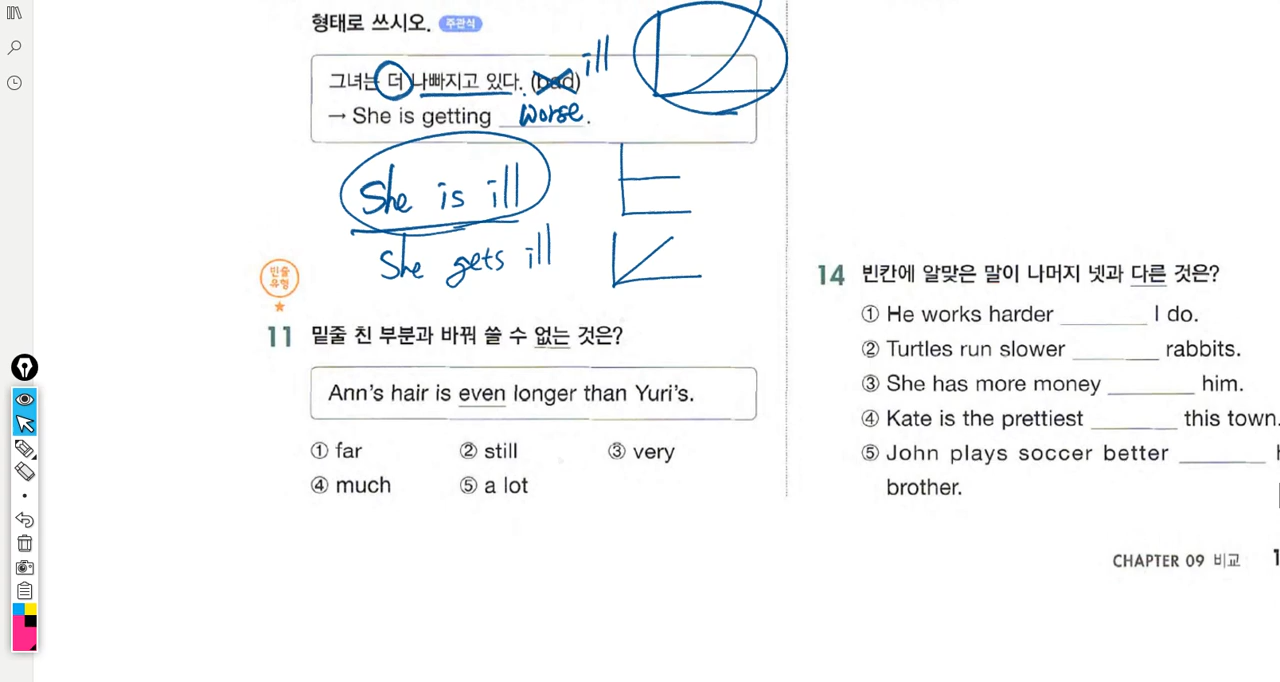 형태로 쓰시오. 주관식
그녀는 더 나빠지고 있다. (bad) ill
→ She is getting worse.
She is ill
She gets ill
빈출
유형
11 밑줄 친 부분과 바꿔 쓸 수 없는 것은?
Ann's hair is even longer than Yuri's.
① far ② still ③ very
④ much ⑤ a lot
14 빈칸에 알맞은 말이 나머지 넷과 다른 것은?
① He works harder ________ I do.
② Turtles run slower ________ rabbits.
③ She has more money ________ him.
④ Kate is the prettiest ________ this town.
⑤ John plays soccer better ________
brother.
CHAPTER 09 비교